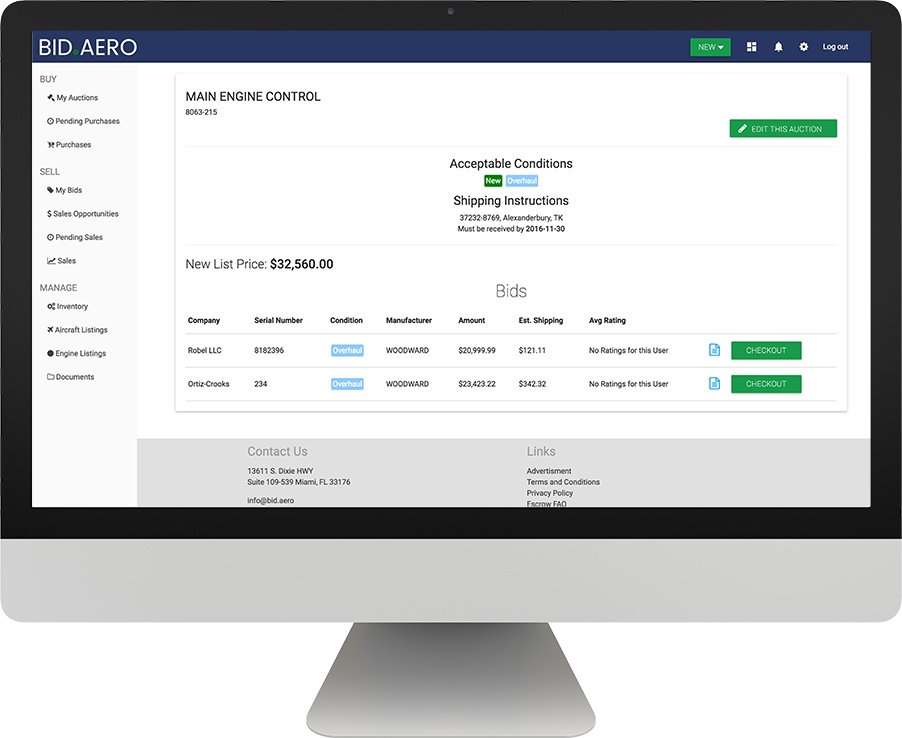 BID.AERO
NEW
Log out
BUY
My Auctions
Pending Purchases
Purchases
SELL
My Bids
$ Sales Opportunities
Pending Sales
Sales
MANAGE
Inventory
Aircraft Listings
Engine Listings
Documents
MAIN ENGINE CONTROL
8063-215
EDIT THIS AUCTION
Acceptable Conditions
New Overhaul
Shipping Instructions
37232-8769, Alexanderbury, TK
Must be received by 2016-11-30
New List Price: $32,560.00
Bids
Company Serial Number Condition Manufacturer Amount Est. Shipping Avg Rating
Robel LLC 8182396 Overhaul WOODWARD $20,999.99 $121.11 No Ratings for this User CHECKOUT
Ortiz-Crooks 234 Overhaul WOODWARD $23,423.22 $342.32 No Ratings for this User CHECKOUT
Contact Us
13611 S. Dixie HWY
Suite 109-539 Miami, FL 33176
info@bid.aero
Links
Advertisment
Terms and Conditions
Privacy Policy
Escrow FAQ